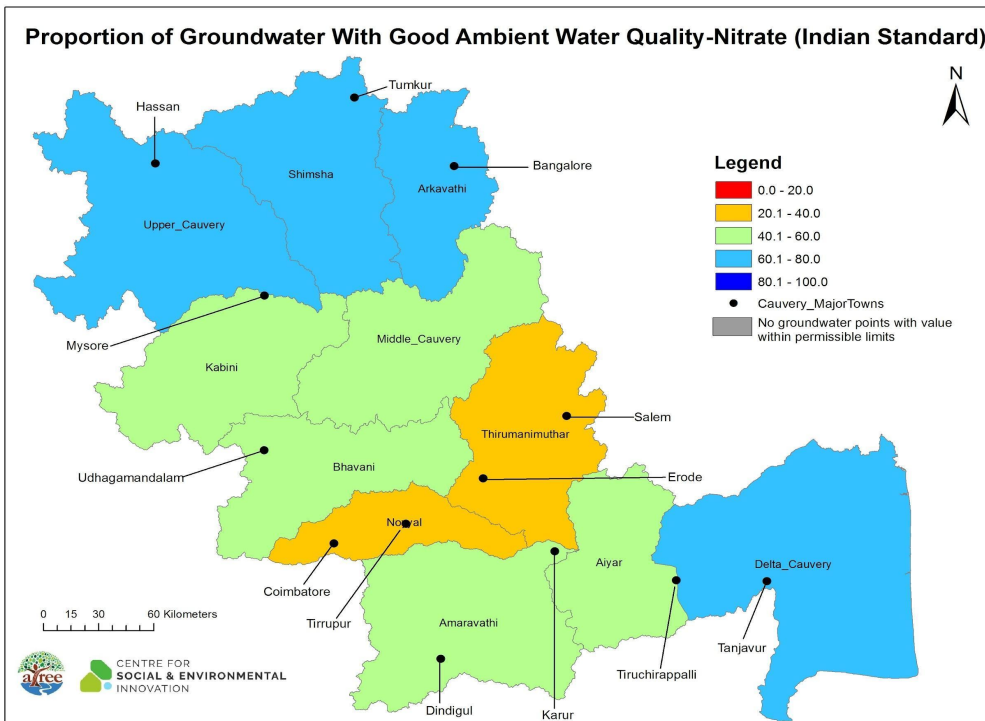 Proportion of Groundwater With Good Ambient Water Quality-Nitrate (Indian Standard)
N
Tumkur
Hassan
Bangalore
Shimsha
Arkavathi
Upper_Cauvery
Legend
0.0 - 20.0
20.1 - 40.0
40.1 - 60.0
60.1 - 80.0
80.1 - 100.0
Cauvery_MajorTowns
No groundwater points with value
within permissible limits
Mysore
Middle_Cauvery
Kabini
Salem
Thirumanimuthar
Udhagamandalam
Bhavani
Erode
Noyyal
Aiyar
Delta_Cauvery
Coimbatore
0 15 30 60 Kilometers
Tirrupur
Amaravathi
Tanjavur
Tiruchirappalli
atree
CENTRE FOR
SOCIAL & ENVIRONMENTAL
INNOVATION
Dindigul
Karur